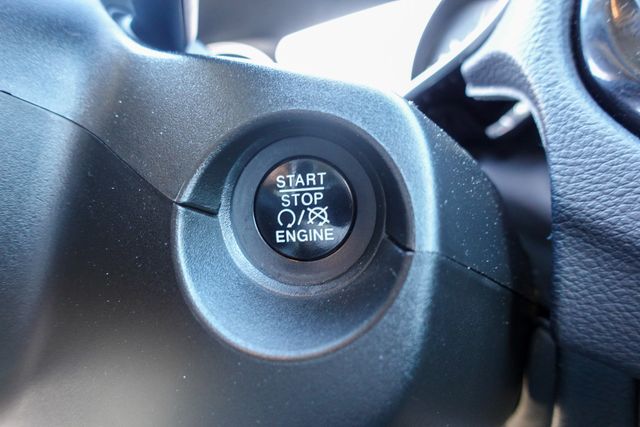 START
STOP
/
ENGINE